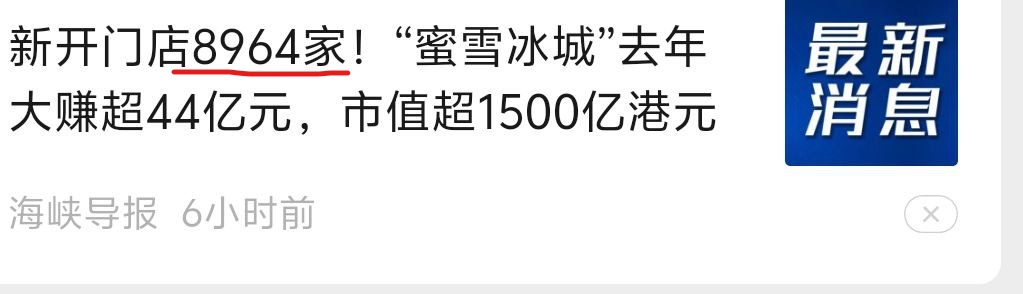 新开门店8964家！“蜜雪冰城”去年
大赚超44亿元，市值超1500亿港元
海峡导报 6小时前
最新
消息